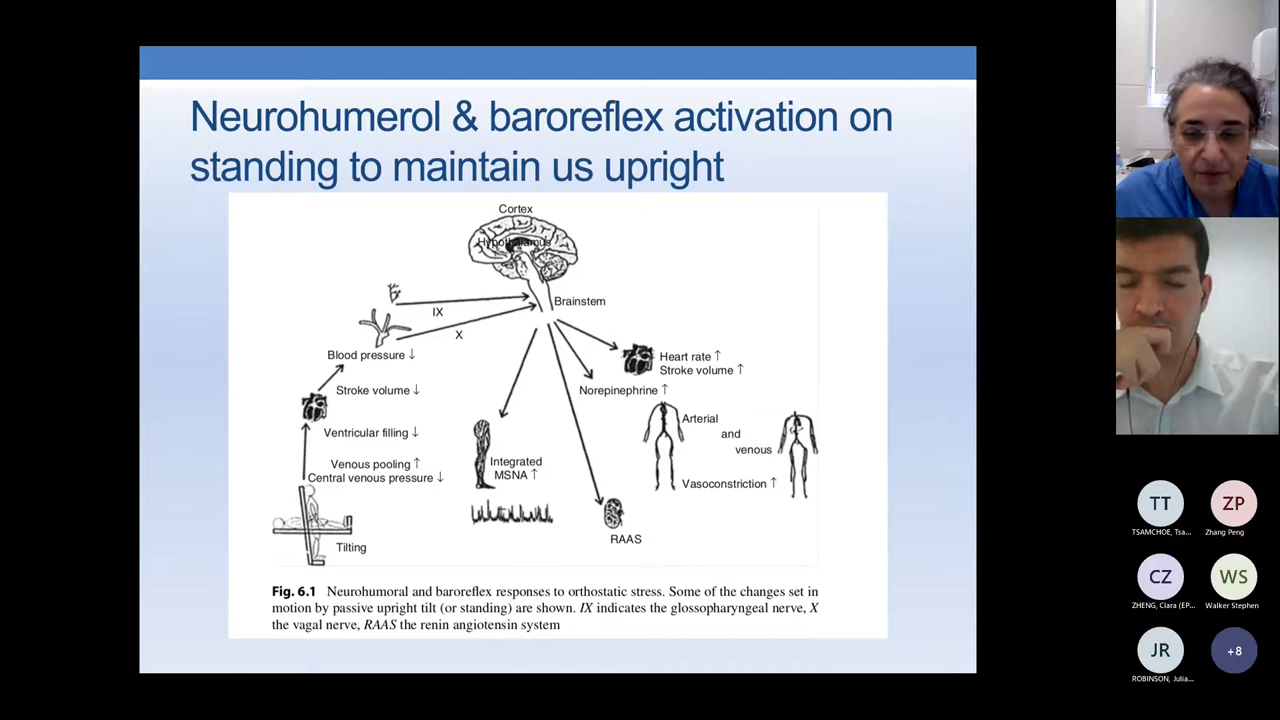 Neurohumerol & baroreflex activation on
standing to maintain us upright
Cortex
Hypothalamus
Brainstem
IX
X
Blood pressure ↓
Stroke volume ↓
Ventricular filling ↓
Venous pooling ↑
Central venous pressure ↓
Tilting
Heart rate ↑
Stroke volume ↑
Norepinephrine ↑
Arterial
and
venous
Vasoconstriction ↑
Integrated
MSNA ↑
RAAS
Fig. 6.1 Neurohumoral and baroreflex responses to orthostatic stress. Some of the changes set in
motion by passive upright tilt (or standing) are shown. IX indicates the glossopharyngeal nerve, X
the vagal nerve, RAAS the renin angiotensin system
TT
TSAMCHOE, Tsa...
ZP
Zhang Peng
CZ
ZHENG, Clara (EP...
WS
Walker Stephen
JR
ROBINSON, Julia...
+8